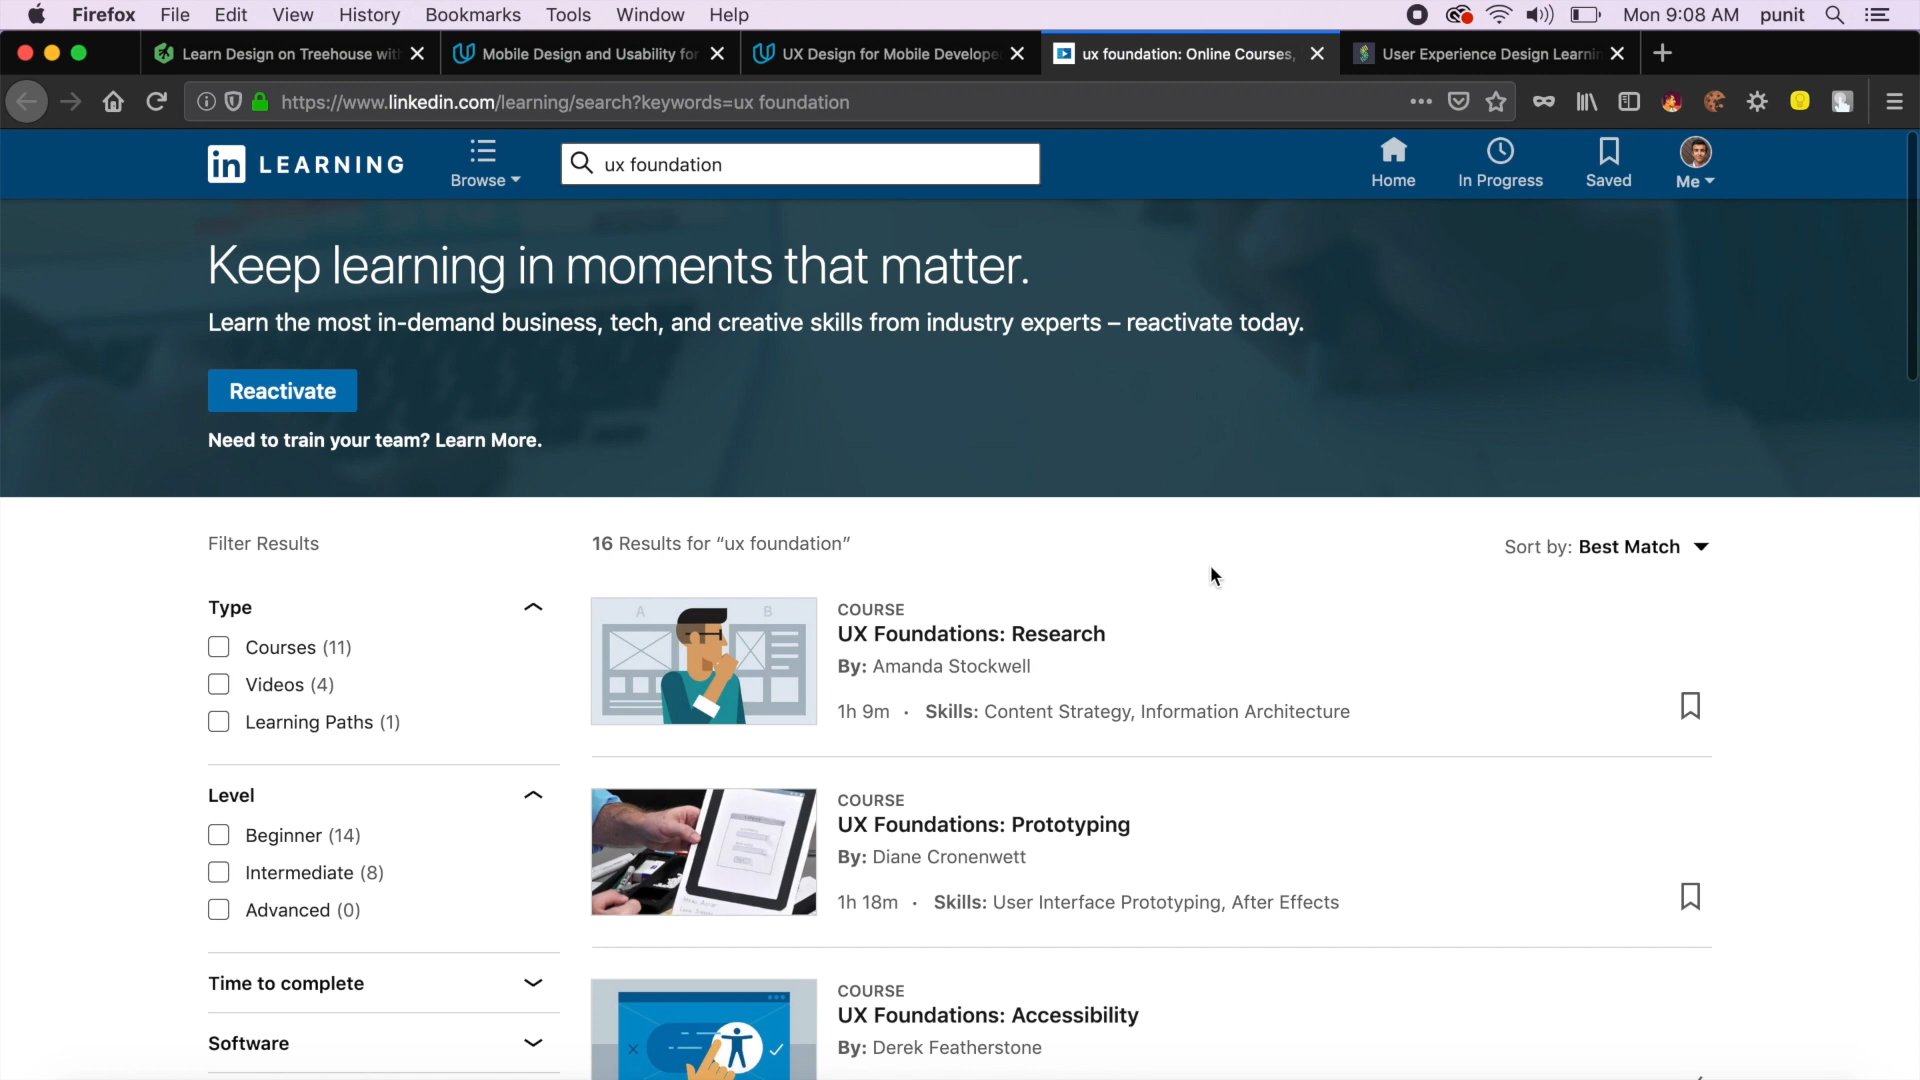 Firefox File Edit View History Bookmarks Tools Window Help Mon 9:08 AM punit
Learn Design on Treehouse wit Mobile Design and Usability for UX Design for Mobile Develope ux foundation: Online Courses, User Experience Design Learnin
https://www.linkedin.com/learning/search?keywords=ux foundation
in LEARNING
Browse
ux foundation
Home
In Progress
Saved
Me
Keep learning in moments that matter.
Learn the most in-demand business, tech, and creative skills from industry experts – reactivate today.
Reactivate
Need to train your team? Learn More.
Filter Results
16 Results for “ux foundation”
Sort by: Best Match
Type
Courses (11)
Videos (4)
Learning Paths (1)
Level
Beginner (14)
Intermediate (8)
Advanced (0)
Time to complete
Software
A B
COURSE
UX Foundations: Research
By: Amanda Stockwell
1h 9m · Skills: Content Strategy, Information Architecture
COURSE
UX Foundations: Prototyping
By: Diane Cronenwett
1h 18m · Skills: User Interface Prototyping, After Effects
COURSE
UX Foundations: Accessibility
By: Derek Featherstone